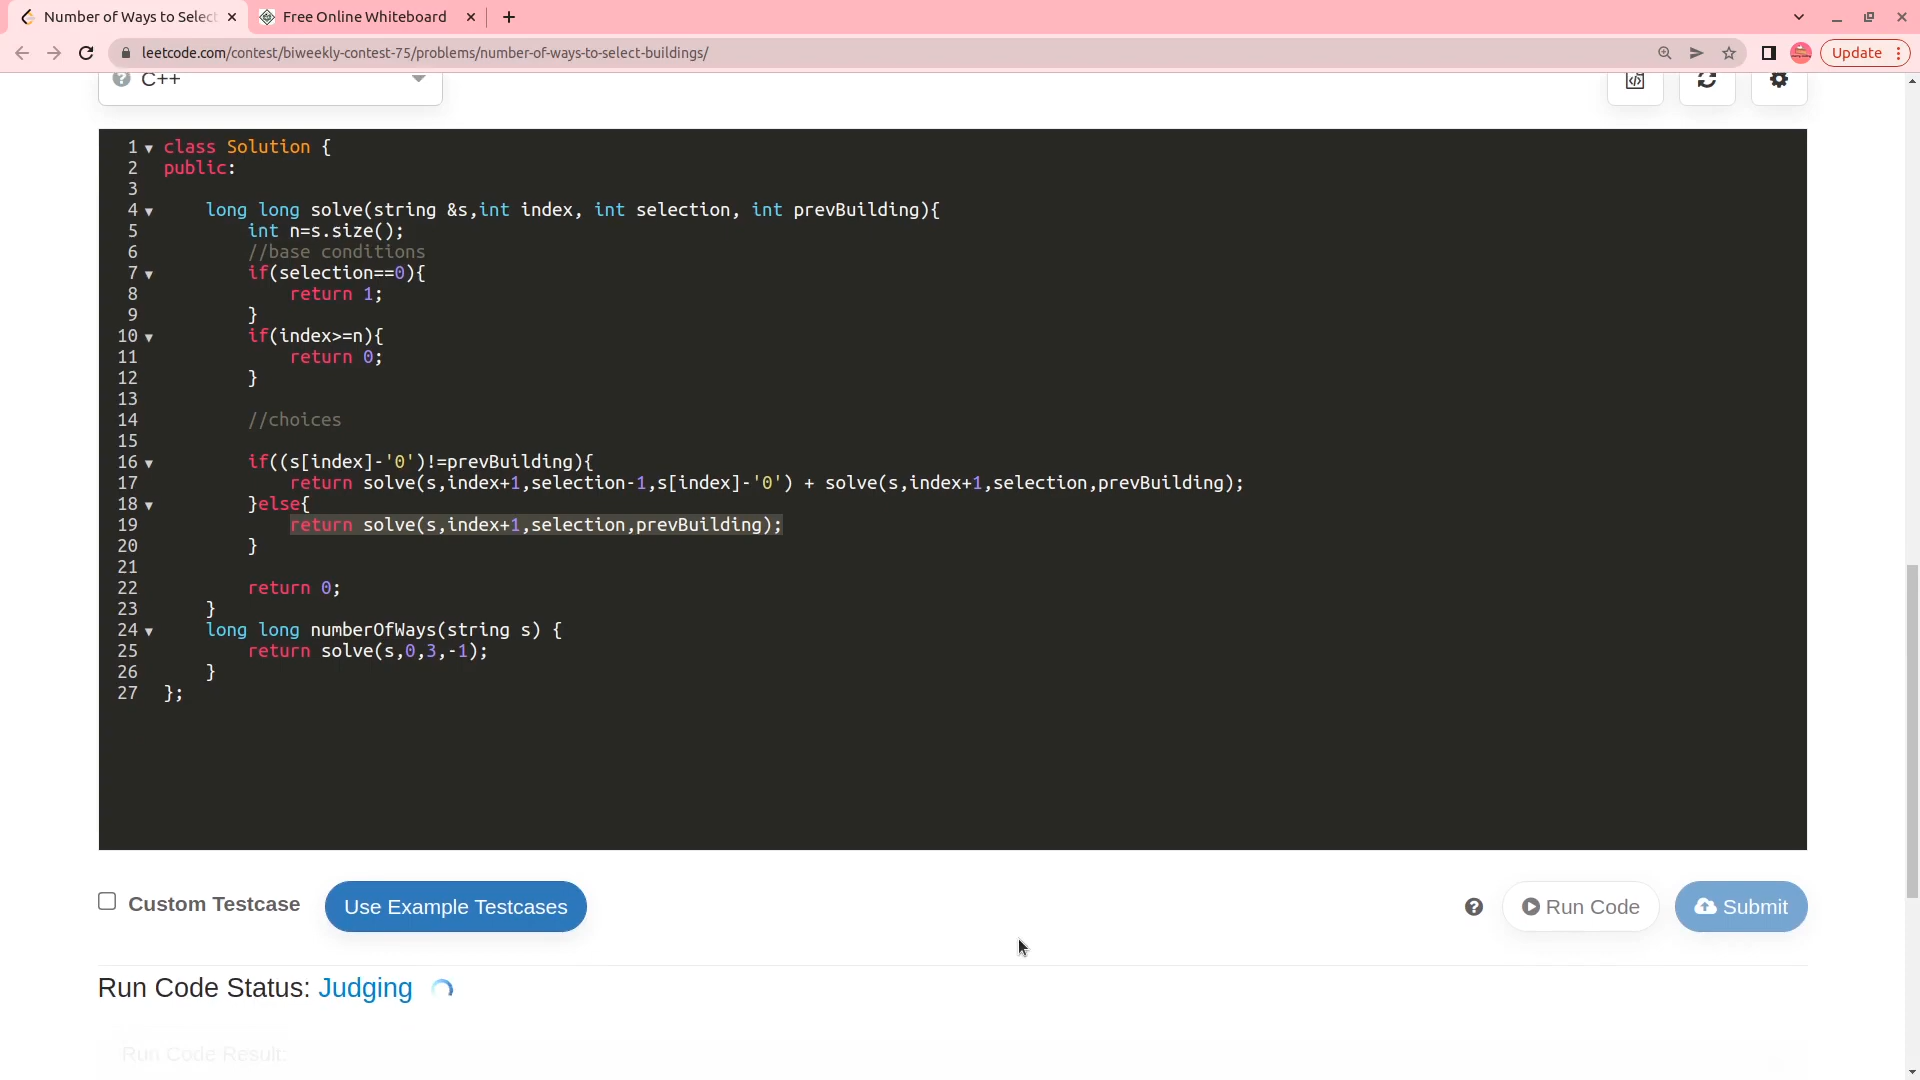 Number of Ways to Select
Free Online Whiteboard
leetcode.com/contest/biweekly-contest-75/problems/number-of-ways-to-select-buildings/
Update
C++
1 class Solution {
2 public:
3
4     long long solve(string &s,int index, int selection, int prevBuilding){
5         int n=s.size();
6         //base conditions
7         if(selection==0){
8             return 1;
9         }
10         if(index>=n){
11             return 0;
12         }
13
14         //choices
15
16         if((s[index]-'0')!=prevBuilding){
17             return solve(s,index+1,selection-1,s[index]-'0') + solve(s,index+1,selection,prevBuilding);
18         }else{
19             return solve(s,index+1,selection,prevBuilding);
20         }
21
22         return 0;
23     }
24     long long numberOfWays(string s) {
25         return solve(s,0,3,-1);
26     }
27 };
Custom Testcase
Use Example Testcases
Run Code
Submit
Run Code Status: Judging
Run Code Result: